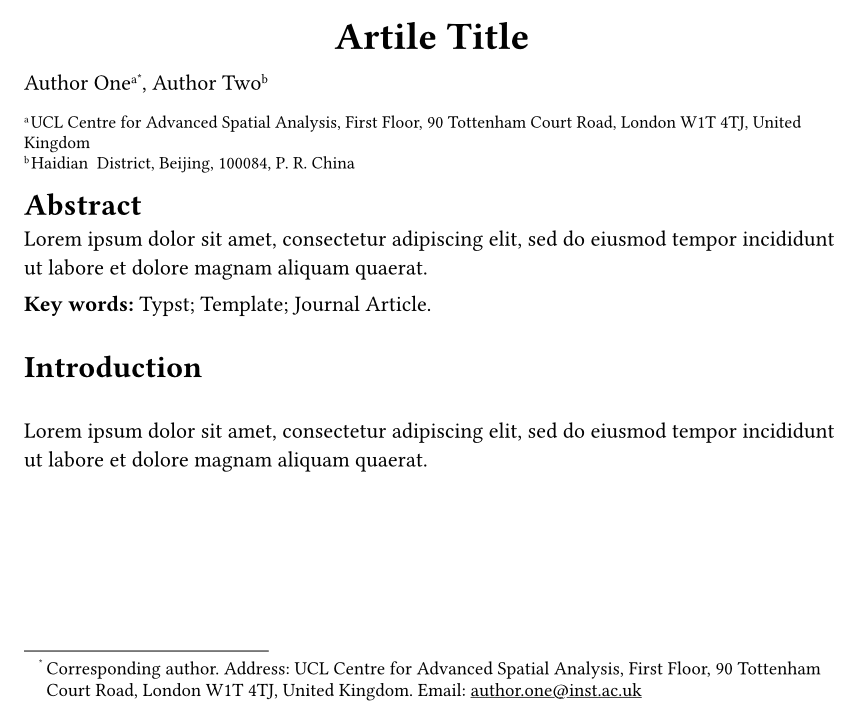 Artile Title
Author Oneᵃ*, Author Twoᵇ
ᵃUCL Centre for Advanced Spatial Analysis, First Floor, 90 Tottenham Court Road, London W1T 4TJ, United
Kingdom
ᵇHaidian District, Beijing, 100084, P. R. China
Abstract
Lorem ipsum dolor sit amet, consectetur adipiscing elit, sed do eiusmod tempor incididunt
ut labore et dolore magnam aliquam quaerat.
Key words: Typst; Template; Journal Article.
Introduction
Lorem ipsum dolor sit amet, consectetur adipiscing elit, sed do eiusmod tempor incididunt
ut labore et dolore magnam aliquam quaerat.
* Corresponding author. Address: UCL Centre for Advanced Spatial Analysis, First Floor, 90 Tottenham
Court Road, London W1T 4TJ, United Kingdom. Email: author.one@inst.ac.uk